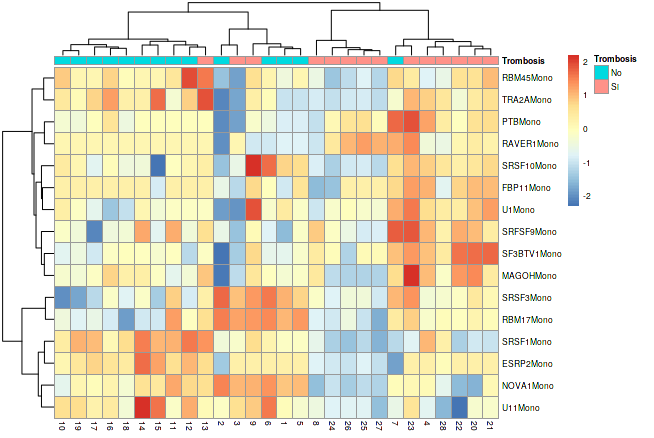 Trombosis
RBM45Mono
TRA2AMono
PTBMono
RAVER1Mono
SRSF10Mono
FBP11Mono
U1Mono
SRFSF9Mono
SF3BTV1Mono
MAGOHMono
SRSF3Mono
RBM17Mono
SRSF1Mono
ESRP2Mono
NOVA1Mono
U11Mono
10 19 17 16 18 14 15 11 12 13 2 3 9 6 1 5 8 24 26 25 27 7 23 4 28 22 20 21
2
1
0
-1
-2
Trombosis
No
SI